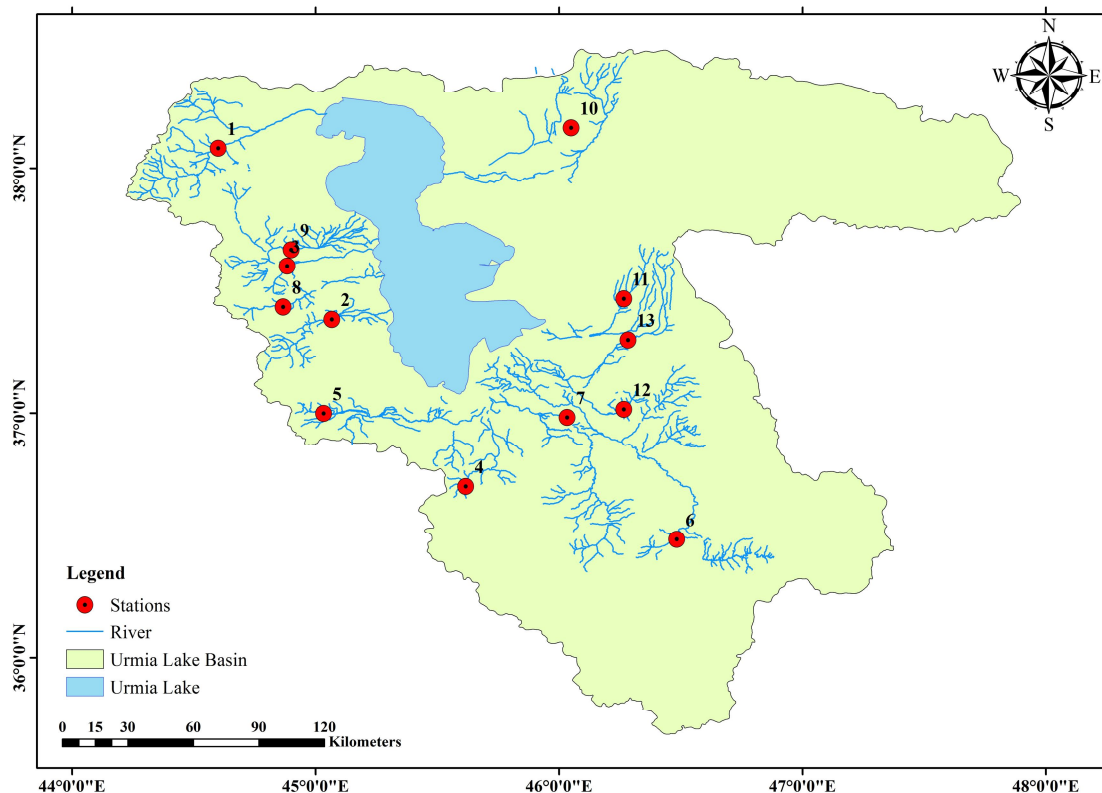 N
W E
S
10
1
38°0'0"N
9
3
8
2
11
13
12
7
5
37°0'0"N
4
6
Legend
Stations
River
Urmia Lake Basin
Urmia Lake
36°0'0"N
0 15 30 60 90 120
Kilometers
44°0'0"E 45°0'0"E 46°0'0"E 47°0'0"E 48°0'0"E